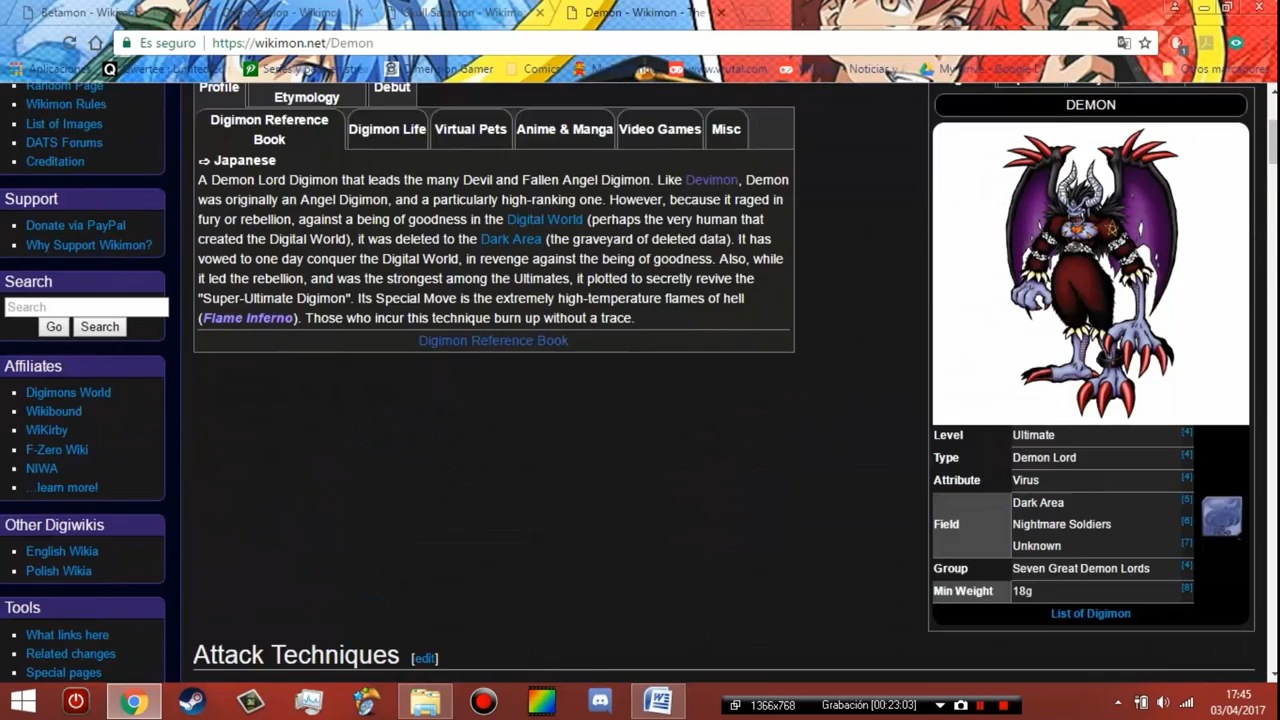 Betamon - Wikimon
Skull Satamon - Wikimon
Demon - Wikimon - The
Es seguro
https://wikimon.net/Demon
Aplicaciones
Qwertee : Limited
Series y
Dimension Gamer
Comics
www.vrutal.com
Noticias y
My Drive - Google D
Otros marcadores
Random Page
Wikimon Rules
List of Images
DATS Forums
Creditation
Support
Donate via PayPal
Why Support Wikimon?
Search
Search
Go
Search
Affiliates
Digimons World
Wikibound
WiKirby
F-Zero Wiki
NIWA
...learn more!
Other Digiwikis
English Wikia
Polish Wikia
Tools
What links here
Related changes
Special pages
Profile
Etymology
Debut
Digimon Reference
Book
Digimon Life
Virtual Pets
Anime & Manga
Video Games
Misc
⇨ Japanese
A Demon Lord Digimon that leads the many Devil and Fallen Angel Digimon. Like Devimon, Demon
was originally an Angel Digimon, and a particularly high-ranking one. However, because it raged in
fury or rebellion, against a being of goodness in the Digital World (perhaps the very human that
created the Digital World), it was deleted to the Dark Area (the graveyard of deleted data). It has
vowed to one day conquer the Digital World, in revenge against the being of goodness. Also, while
it led the rebellion, and was the strongest among the Ultimates, it plotted to secretly revive the
"Super-Ultimate Digimon". Its Special Move is the extremely high-temperature flames of hell
(Flame Inferno). Those who incur this technique burn up without a trace.
Digimon Reference Book
Attack Techniques [edit]
DEMON
Level Ultimate [4]
Type Demon Lord [4]
Attribute Virus [4]
Field
Dark Area [5]
Nightmare Soldiers [6]
Unknown [7]
Group Seven Great Demon Lords [4]
Min Weight 18g [8]
List of Digimon
1366x768
Grabación [00:23:03]
17:45
03/04/2017